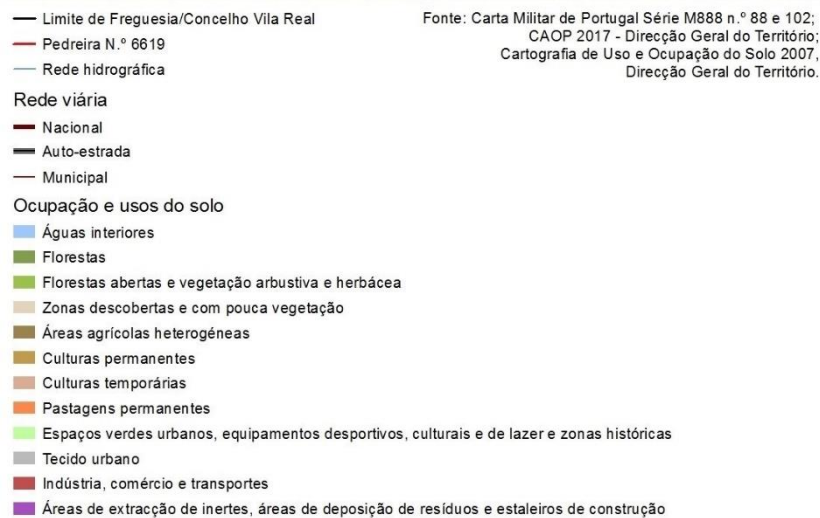 Limite de Freguesia/Concelho Vila Real
Pedreira N.º 6619
Rede hidrográfica
Rede viária
Nacional
Auto-estrada
Municipal
Ocupação e usos do solo
Águas interiores
Florestas
Florestas abertas e vegetação arbustiva e herbácea
Zonas descobertas e com pouca vegetação
Áreas agrícolas heterogéneas
Culturas permanentes
Culturas temporárias
Pastagens permanentes
Espaços verdes urbanos, equipamentos desportivos, culturais e de lazer e zonas históricas
Tecido urbano
Indústria, comércio e transportes
Áreas de extracção de inertes, áreas de deposição de resíduos e estaleiros de construção
Fonte: Carta Militar de Portugal Série M888 n.º 88 e 102;
CAOP 2017 - Direcção Geral do Território;
Cartografia de Uso e Ocupação do Solo 2007,
Direcção Geral do Território.